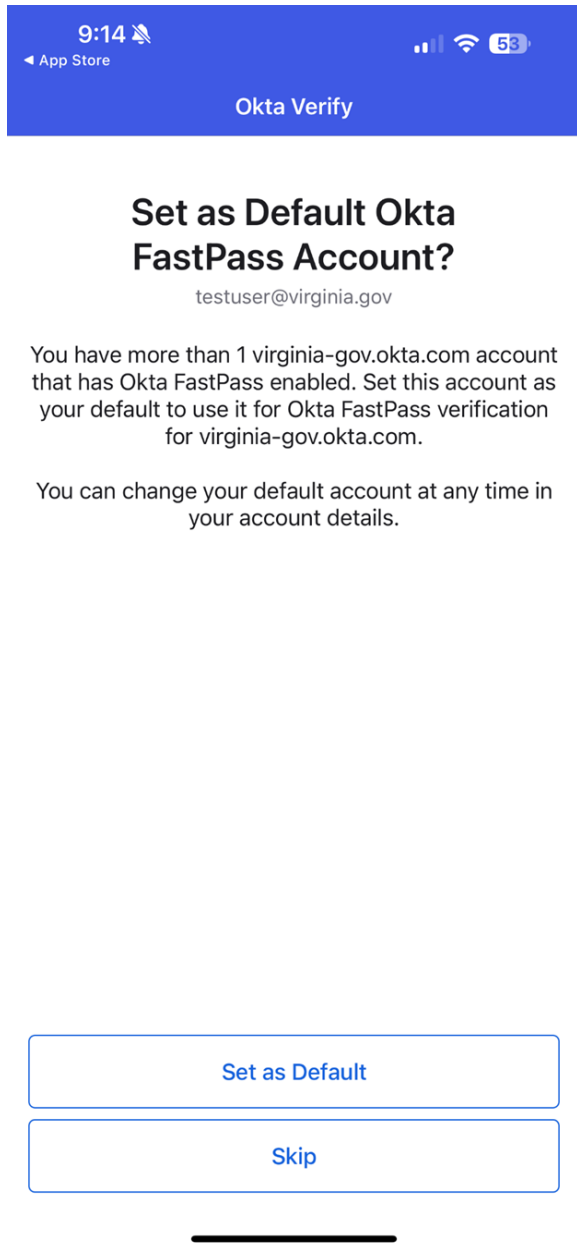 9:14
◀ App Store
53
Okta Verify
Set as Default Okta
FastPass Account?
testuser@virginia.gov
You have more than 1 virginia-gov.okta.com account
that has Okta FastPass enabled. Set this account as
your default to use it for Okta FastPass verification
for virginia-gov.okta.com.
You can change your default account at any time in
your account details.
Set as Default
Skip